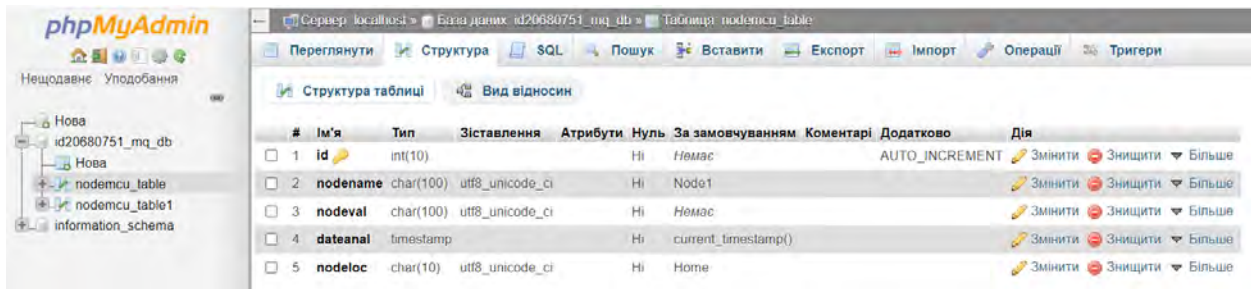 phpMyAdmin
Нещодавнє Уподобання
Нова
id20680751_mq_db
Нова
nodemcu_table
nodemcu_table1
information_schema
← Сервер: localhost » База даних: id20680751_mq_db » Таблиця: nodemcu_table
Переглянути Структура SQL Пошук Вставити Експорт Імпорт Операції Тригери
Структура таблиці Вид відносин
# Ім'я Тип Зіставлення Атрибути Нуль За замовчуванням Коментарі Додатково Дія
1 id int(10) Ні Немає AUTO_INCREMENT Змінити Знищити Більше
2 nodename char(100) utf8_unicode_ci Ні Node1 Змінити Знищити Більше
3 nodeval char(100) utf8_unicode_ci Ні Немає Змінити Знищити Більше
4 dateanal timestamp Ні current_timestamp() Змінити Знищити Більше
5 nodeloc char(10) utf8_unicode_ci Ні Home Змінити Знищити Більше